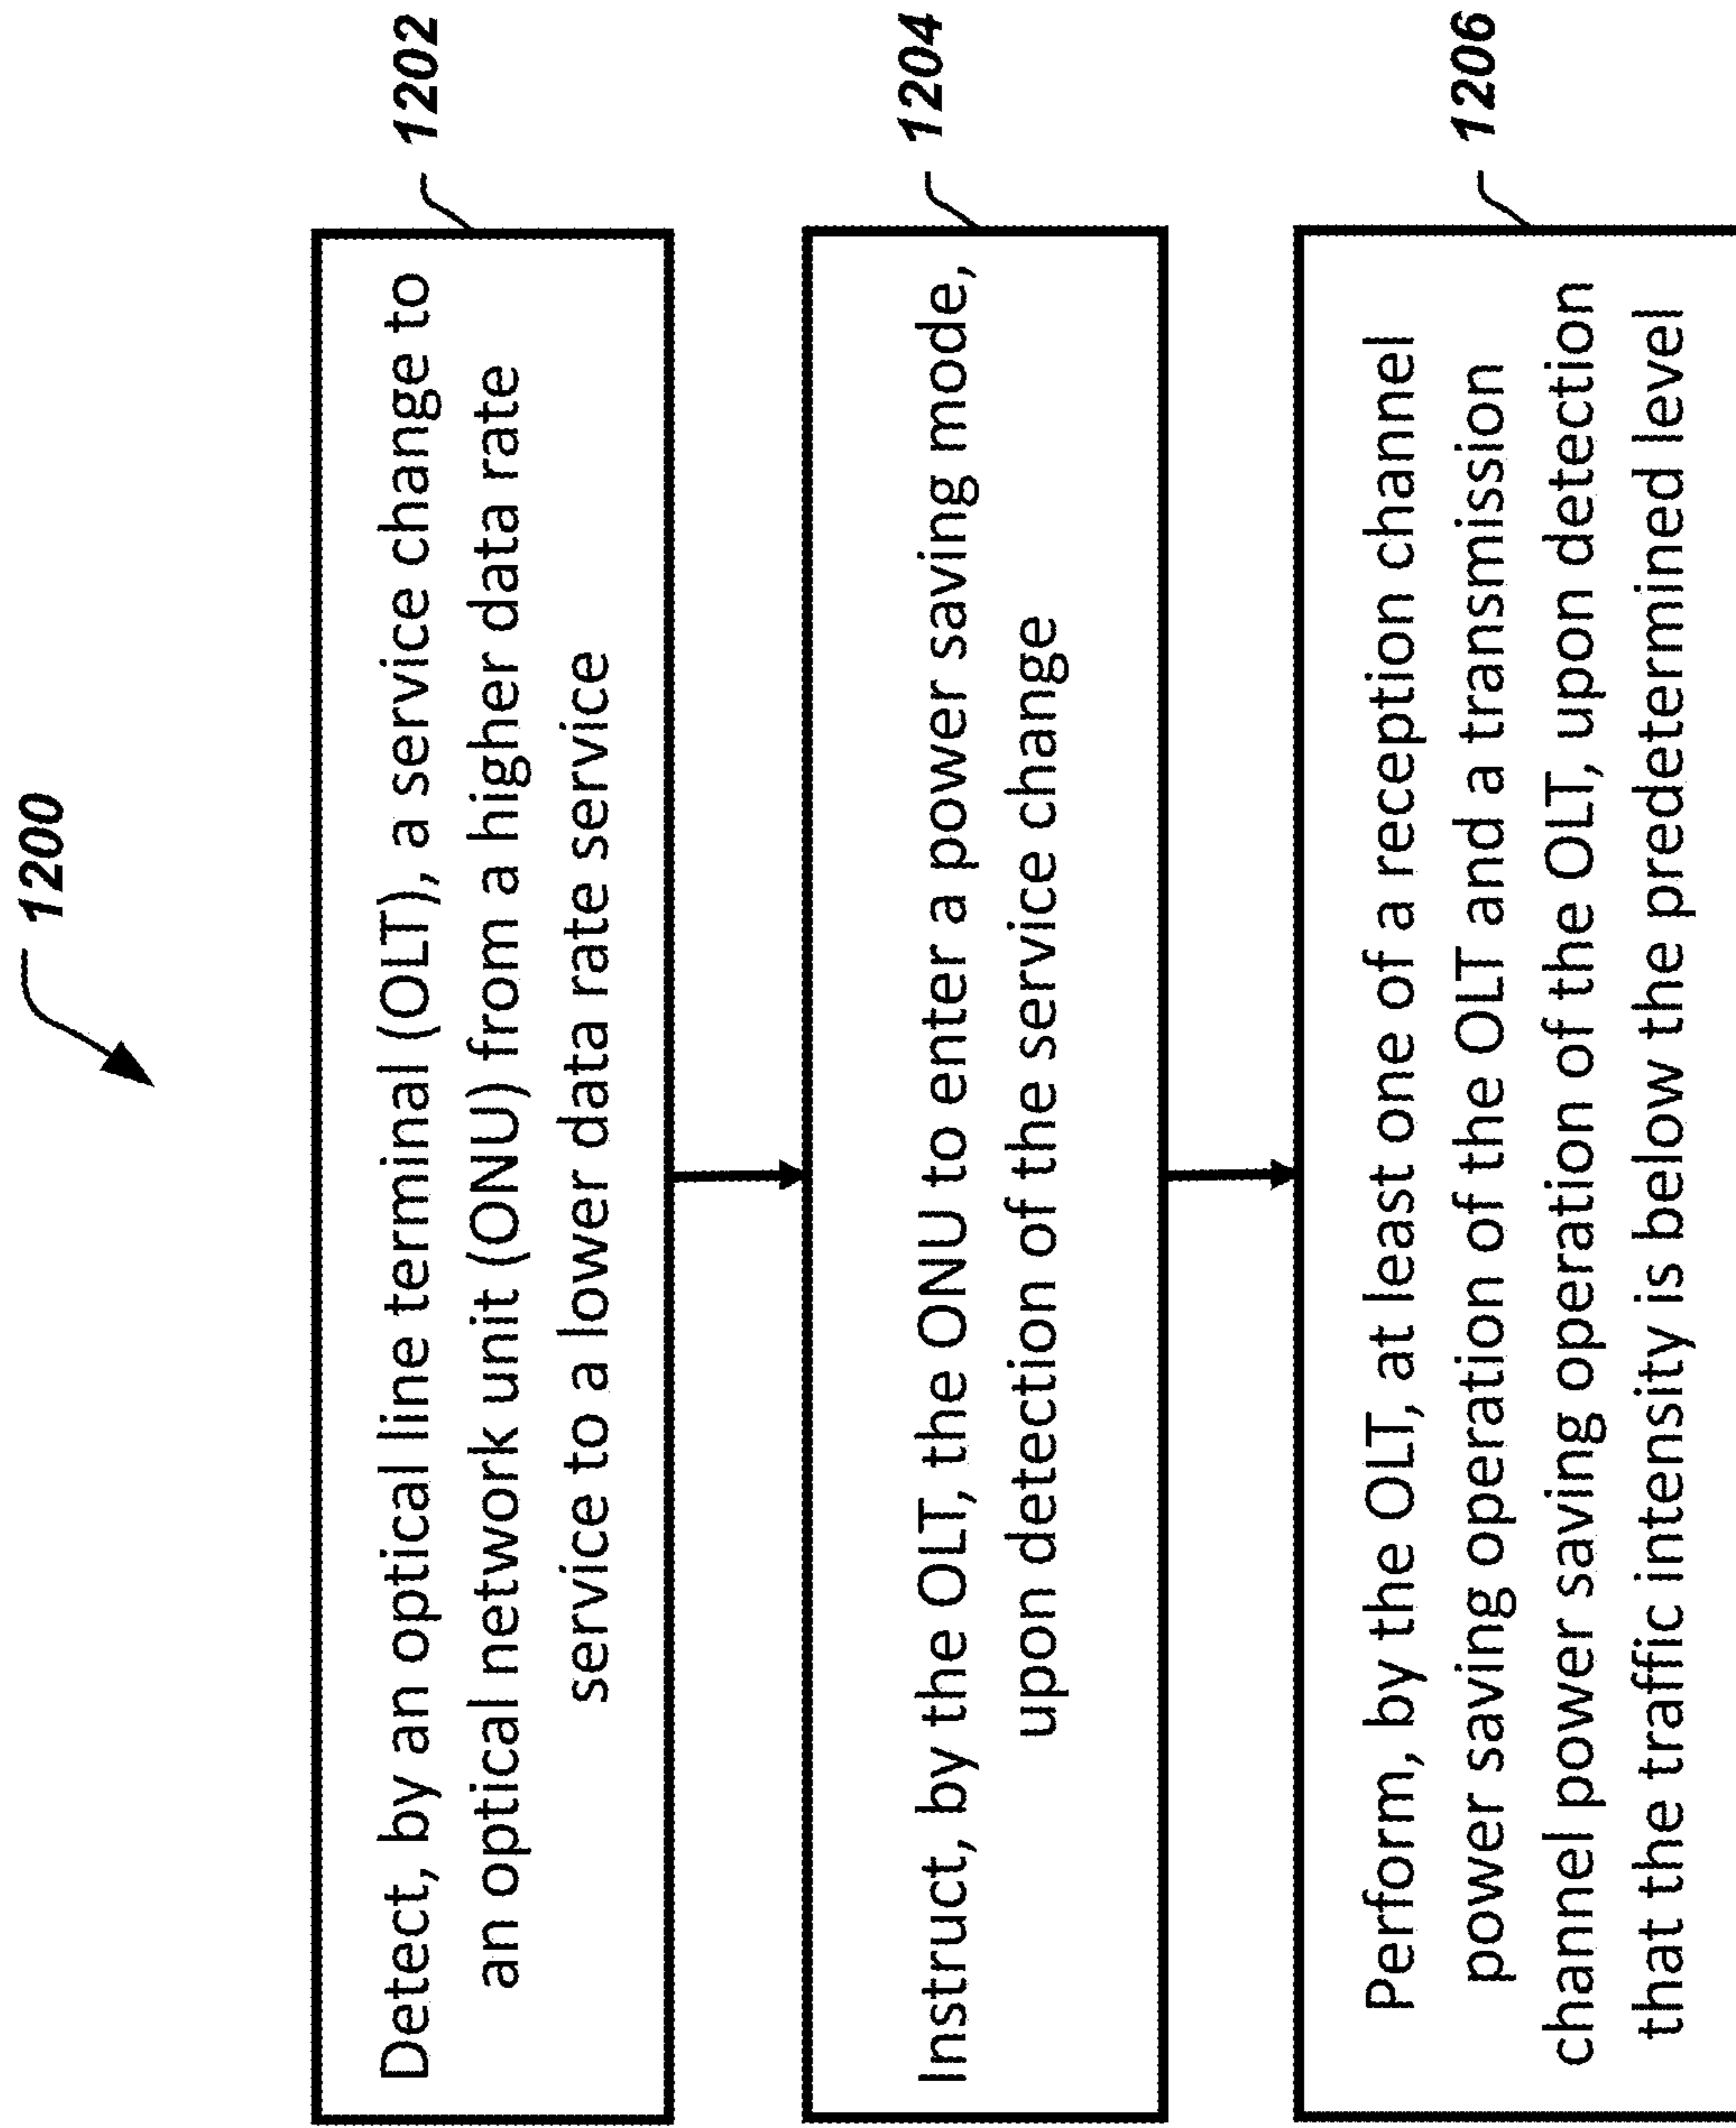 1200
Detect, by an optical line terminal (OLT), a service change to
an optical network unit (ONU) from a higher data rate
service to a lower data rate service
1202
Instruct, by the OLT, the ONU to enter a power saving mode,
upon detection of the service change
1204
Perform, by the OLT, at least one of a reception channel
power saving operation of the OLT and a transmission
channel power saving operation of the OLT, upon detection
that the traffic intensity is below the predetermined level
1206